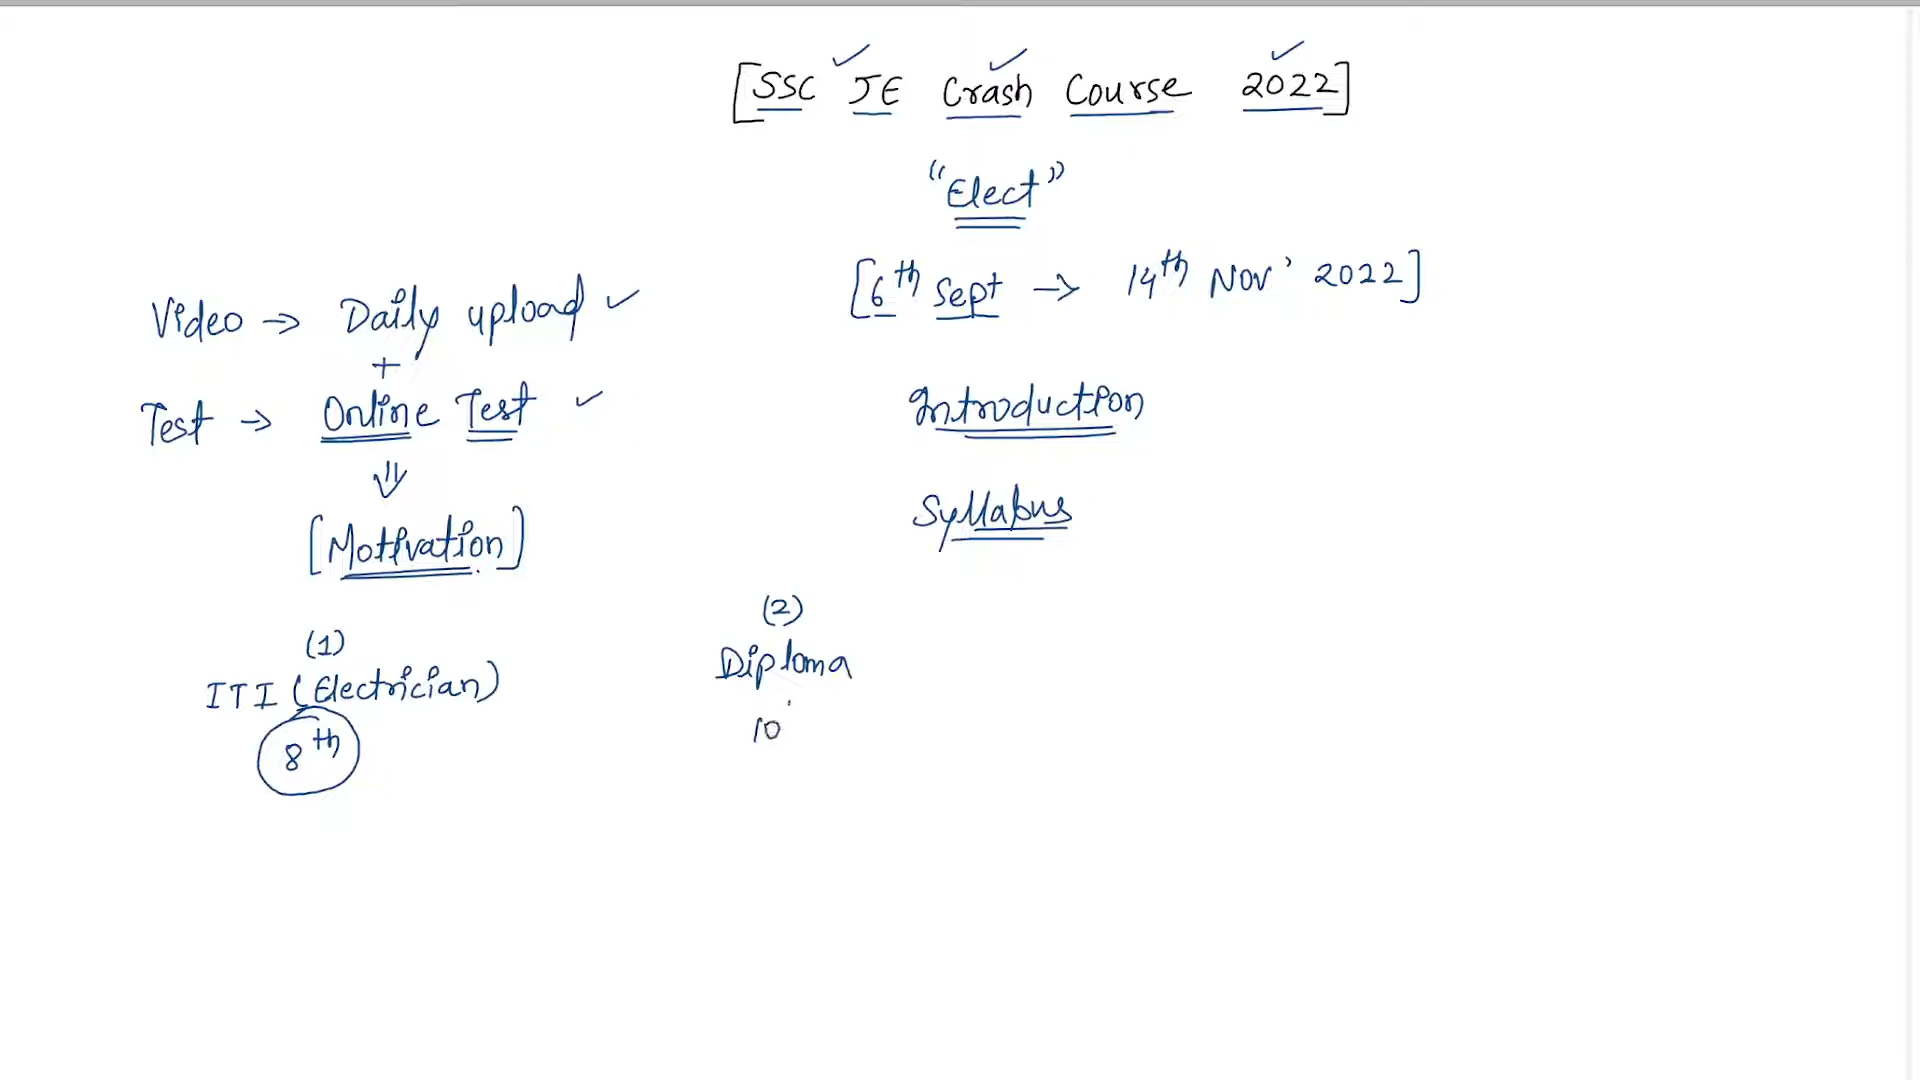 [SSC JE Crash Course 2022]
"Elect"
[6th Sept → 14th Nov' 2022]
Video → Daily upload ✓
+
Test → Online Test ✓
⇓
[Motivation]
Introduction
Syllabus
(1)
ITI (Electrician)
8th
(2)
Diploma
10